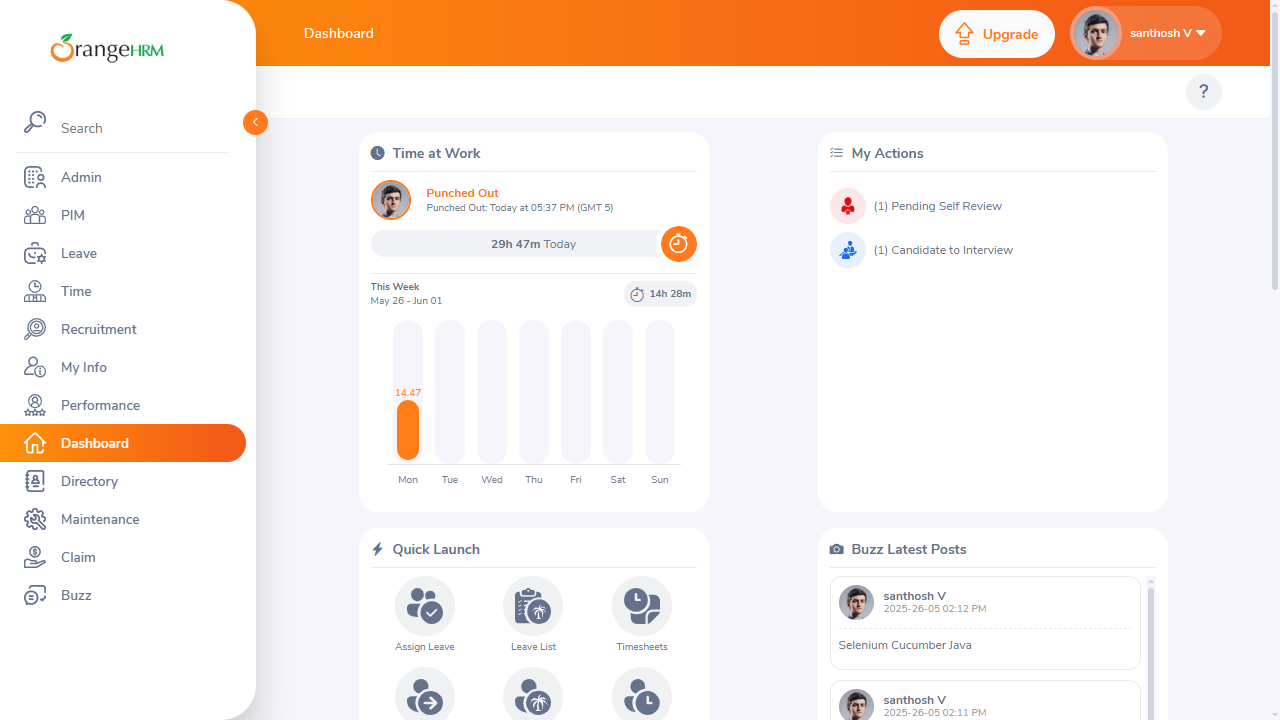 OrangeHRM
Dashboard
Upgrade
santhosh V
?
Search
Admin
PIM
Leave
Time
Recruitment
My Info
Performance
Dashboard
Directory
Maintenance
Claim
Buzz
Time at Work
Punched Out
Punched Out: Today at 05:37 PM (GMT 5)
29h 47m Today
This Week
May 26 - Jun 01
14h 28m
14.47
Mon Tue Wed Thu Fri Sat Sun
My Actions
(1) Pending Self Review
(1) Candidate to Interview
Quick Launch
Assign Leave
Leave List
Timesheets
Buzz Latest Posts
santhosh V
2025-26-05 02:12 PM
Selenium Cucumber Java
santhosh V
2025-26-05 02:11 PM